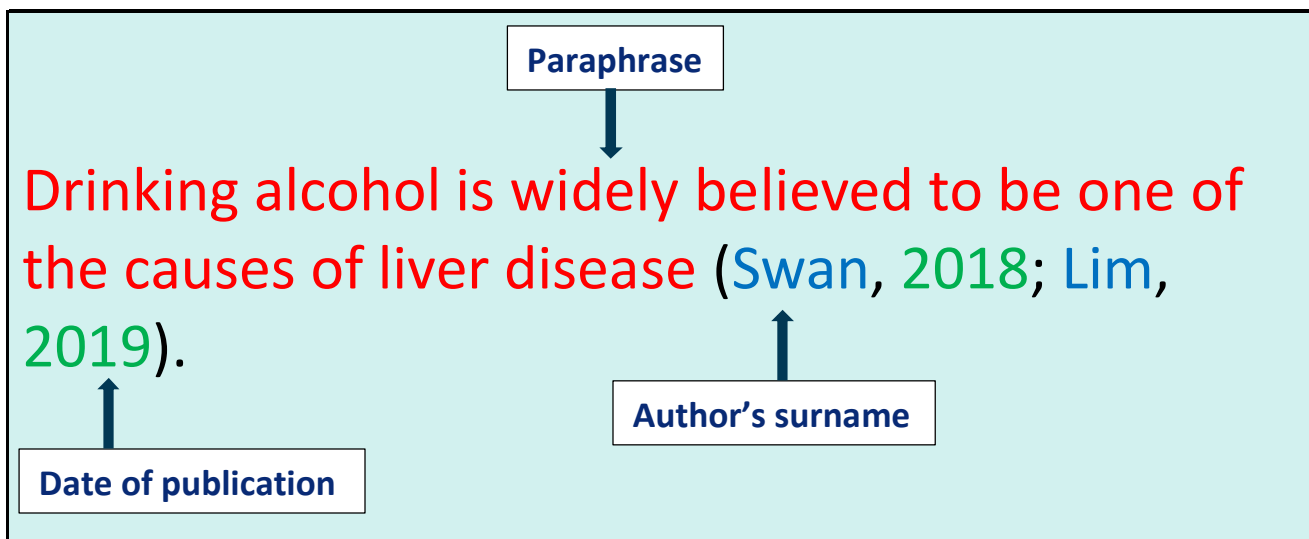 Paraphrase
Drinking alcohol is widely believed to be one of
the causes of liver disease (Swan, 2018; Lim,
2019).
Author’s surname
Date of publication